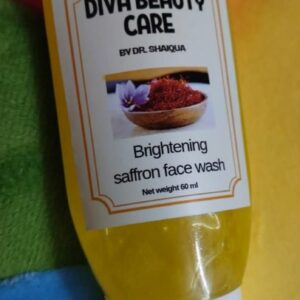 DIVA BEAUTY
CARE
BY DR. SHAIQUA
Brightening
saffron face wash
Net weight 60 ml